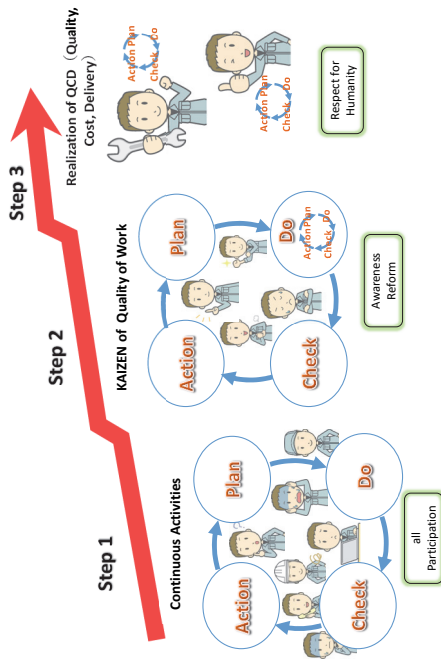 Step 1
Step 2
Step 3
Continuous Activities
Action
Plan
Check
Do
all
Participation
KAIZEN of Quality of Work
Action
Plan
Check
Do
Action
Plan
Check
Do
Awareness
Reform
Realization of QCD (Quality,
Cost, Delivery)
Action
Plan
Check
Do
Action
Plan
Check
Do
Respect for
Humanity